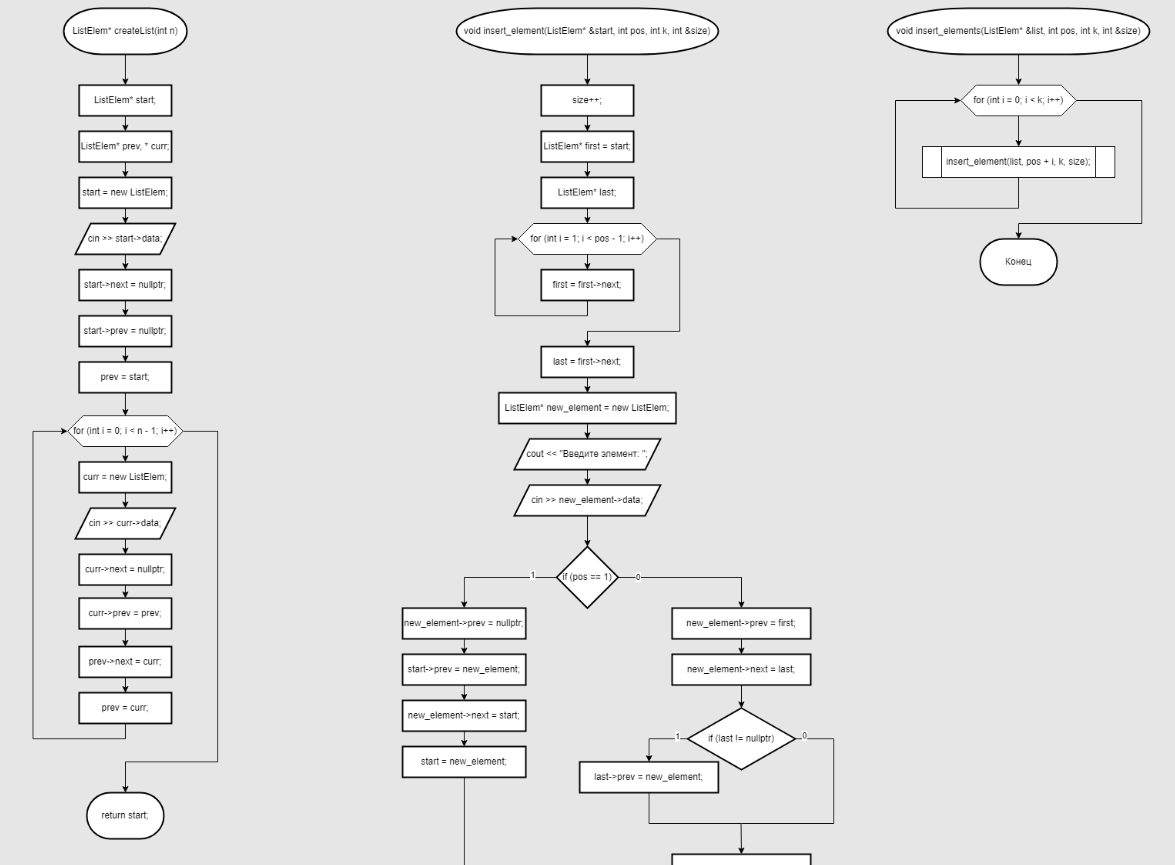 ListElem* createList(int n)
ListElem* start;
ListElem* prev, * curr;
start = new ListElem;
cin >> start->data;
start->next = nullptr;
start->prev = nullptr;
prev = start;
for (int i = 0; i < n - 1; i++)
curr = new ListElem;
cin >> curr->data;
curr->next = nullptr;
curr->prev = prev;
prev->next = curr;
prev = curr;
return start;
void insert_element(ListElem* &start, int pos, int k, int &size)
size++;
ListElem* first = start;
ListElem* last;
for (int i = 1; i < pos - 1; i++)
first = first->next;
last = first->next;
ListElem* new_element = new ListElem;
cout << "Введите элемент: ";
cin >> new_element->data;
if (pos == 1)
1
0
new_element->prev = nullptr;
start->prev = new_element;
new_element->next = start;
start = new_element;
new_element->prev = first;
new_element->next = last;
if (last != nullptr)
1
0
last->prev = new_element;
void insert_elements(ListElem* &list, int pos, int k, int &size)
for (int i = 0; i < k; i++)
insert_element(list, pos + i, k, size);
Конец